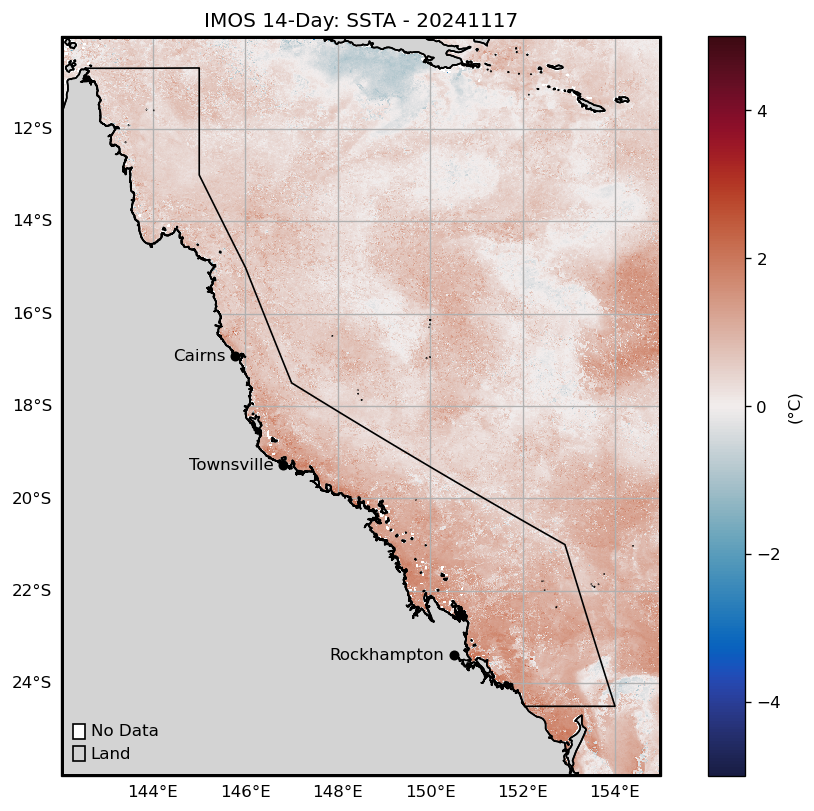 IMOS 14-Day: SSTA - 20241117
12°S
14°S
16°S
18°S
20°S
22°S
24°S
Cairns
Townsville
Rockhampton
No Data
Land
144°E 146°E 148°E 150°E 152°E 154°E
4
2
0
−2
−4
(°C)